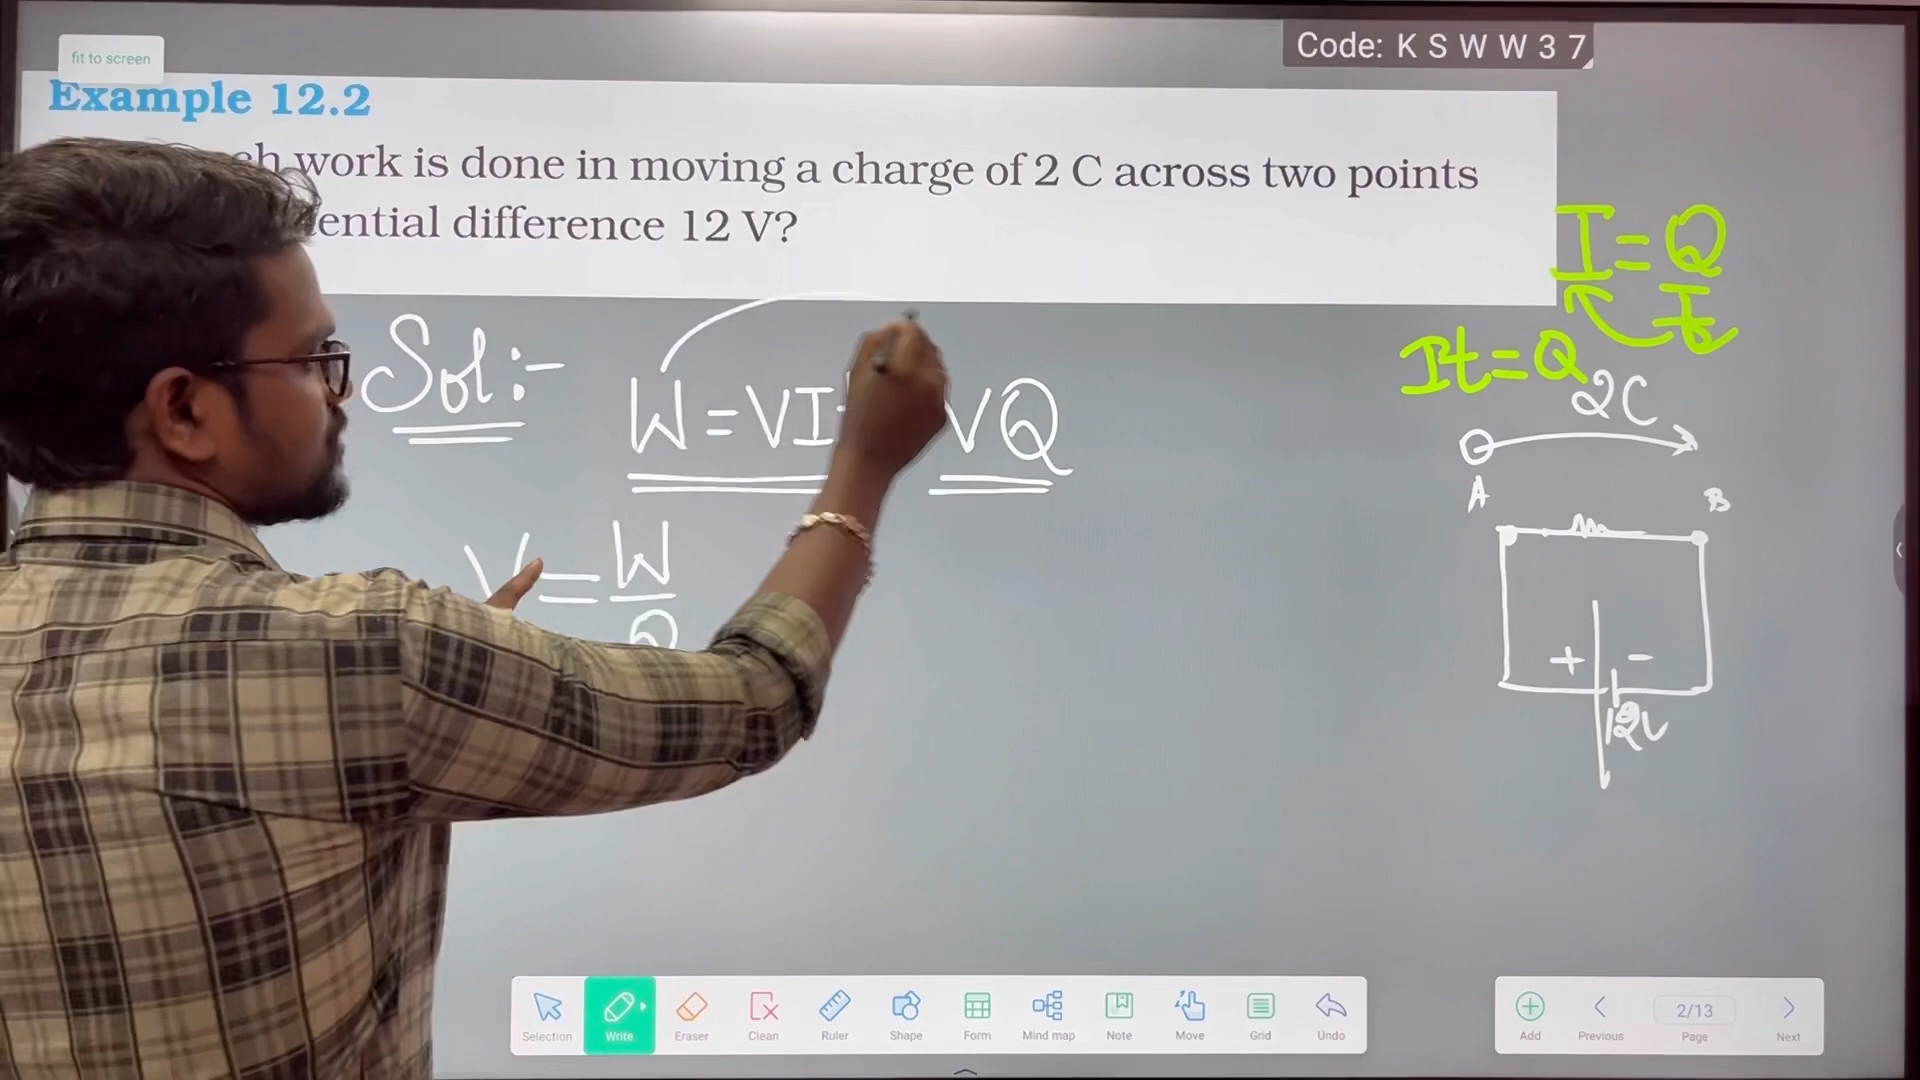 fit to screen
Code: K S W W 3 7
Example 12.2
work is done in moving a charge of 2 C across two points
difference 12 V?
I = Q
t
It = Q
2C
Sol:-
W = VI
VQ
A
B
V = W
Q
+ -
12V
Selection
Write
Eraser
Clean
Ruler
Shape
Form
Mind map
Note
Move
Grid
Undo
Add
Previous
2/13
Page
Next